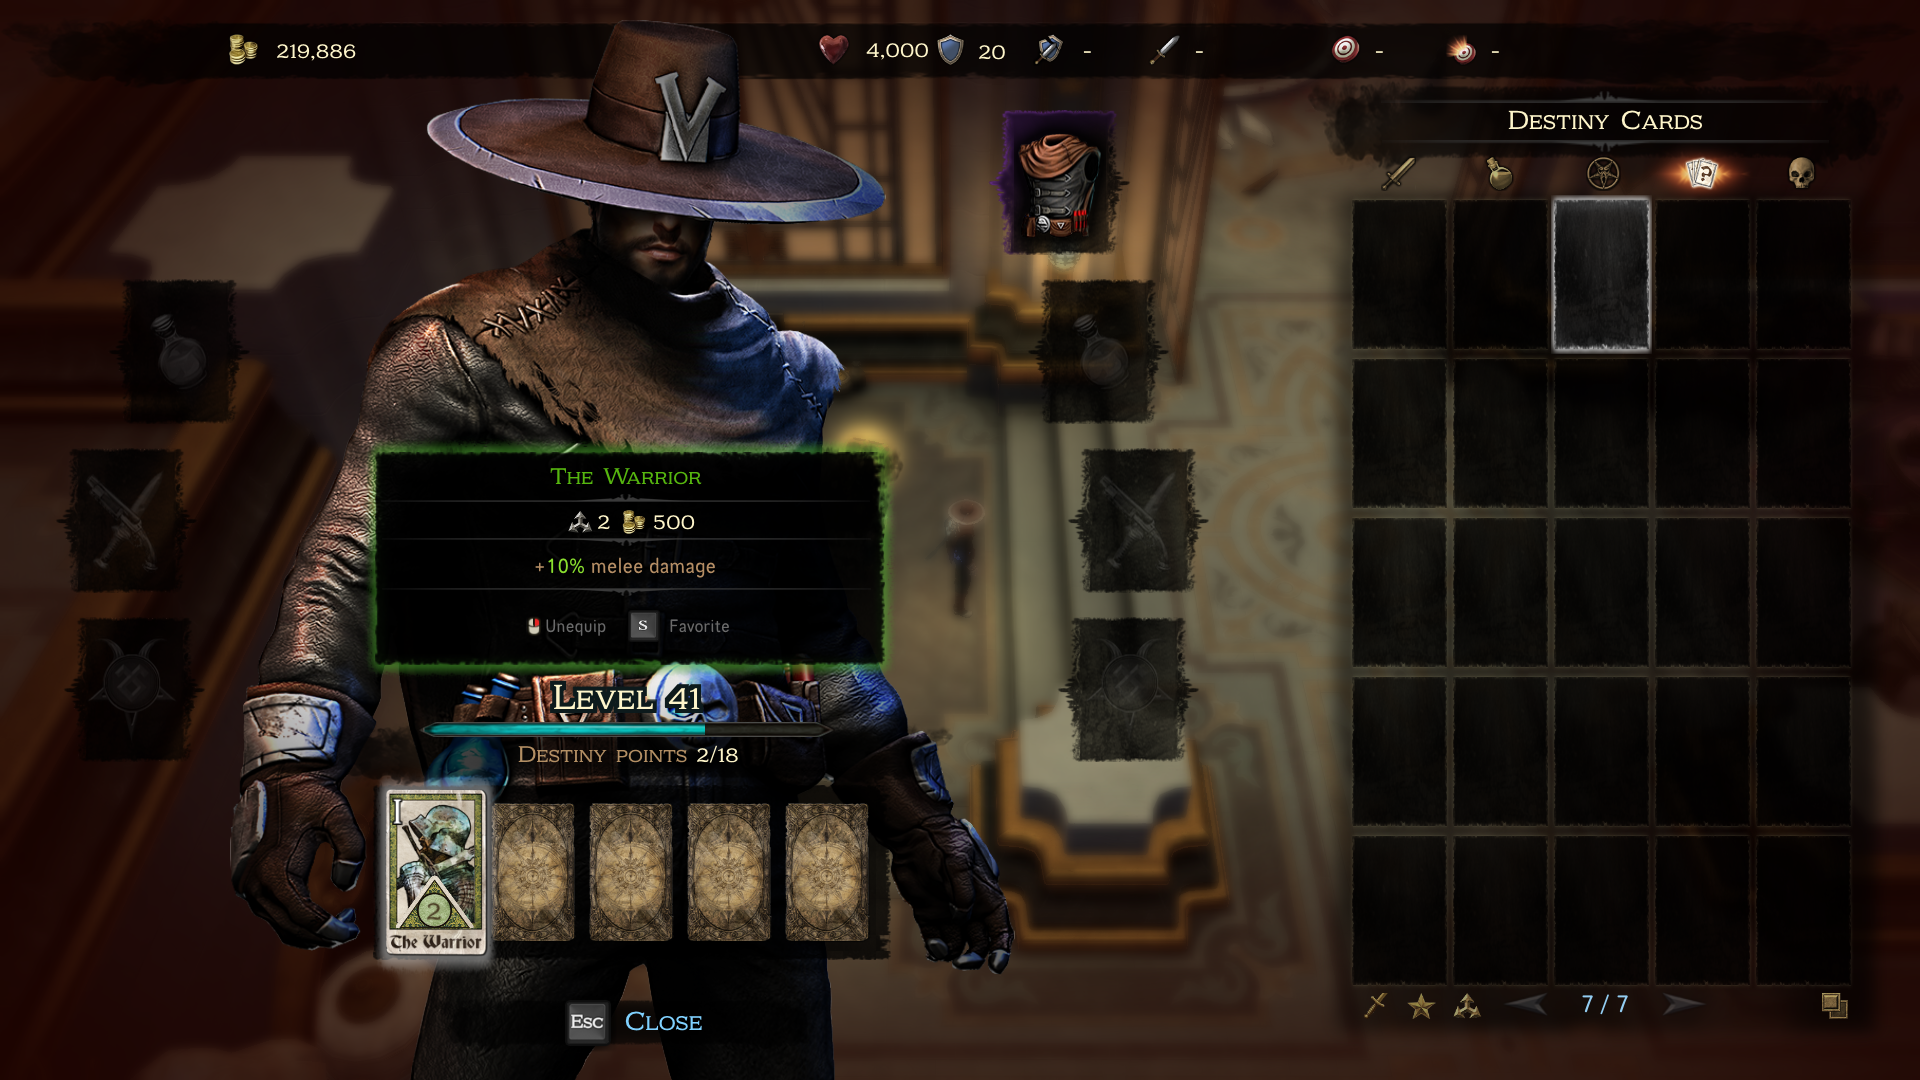 219,886
4,000
20
-
-
-
-
V
Destiny Cards
The Warrior
2
500
+10% melee damage
Unequip
S
Favorite
Level 41
Destiny points 2/18
I
2
The Warrior
Esc
Close
7 / 7